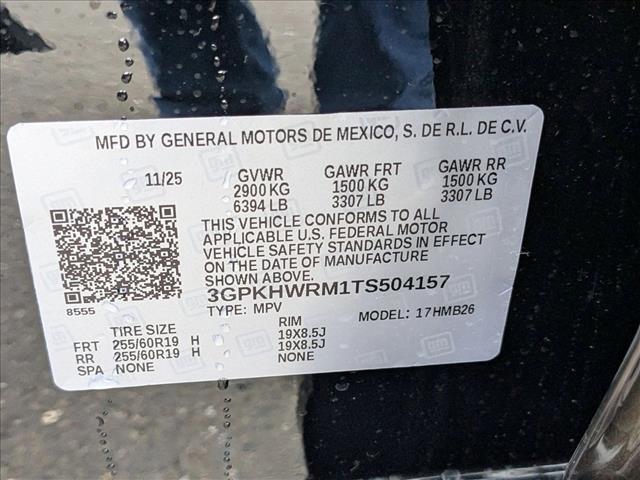 MFD BY GENERAL MOTORS DE MEXICO, S. DE R.L. DE C.V.
11/25 GVWR GAWR FRT GAWR RR
2900 KG 1500 KG 1500 KG
6394 LB 3307 LB 3307 LB
THIS VEHICLE CONFORMS TO ALL
APPLICABLE U.S. FEDERAL MOTOR
VEHICLE SAFETY STANDARDS IN EFFECT
ON THE DATE OF MANUFACTURE
SHOWN ABOVE.
3GPKHWRM1TS504157
8555 TYPE: MPV MODEL: 17HMB26
TIRE SIZE RIM
FRT 255/60R19 H 19X8.5J
RR 255/60R19 H 19X8.5J
SPA NONE NONE